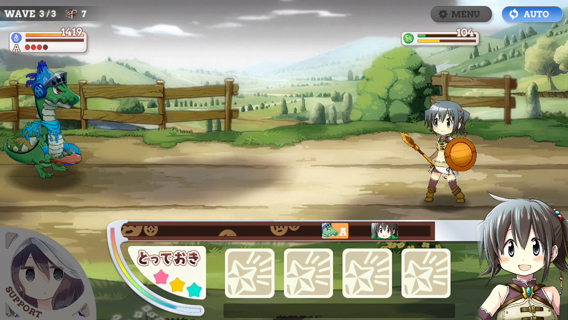 WAVE 3/3 7
MENU
AUTO
1419
A
104
A
とっておき
SUPPORT